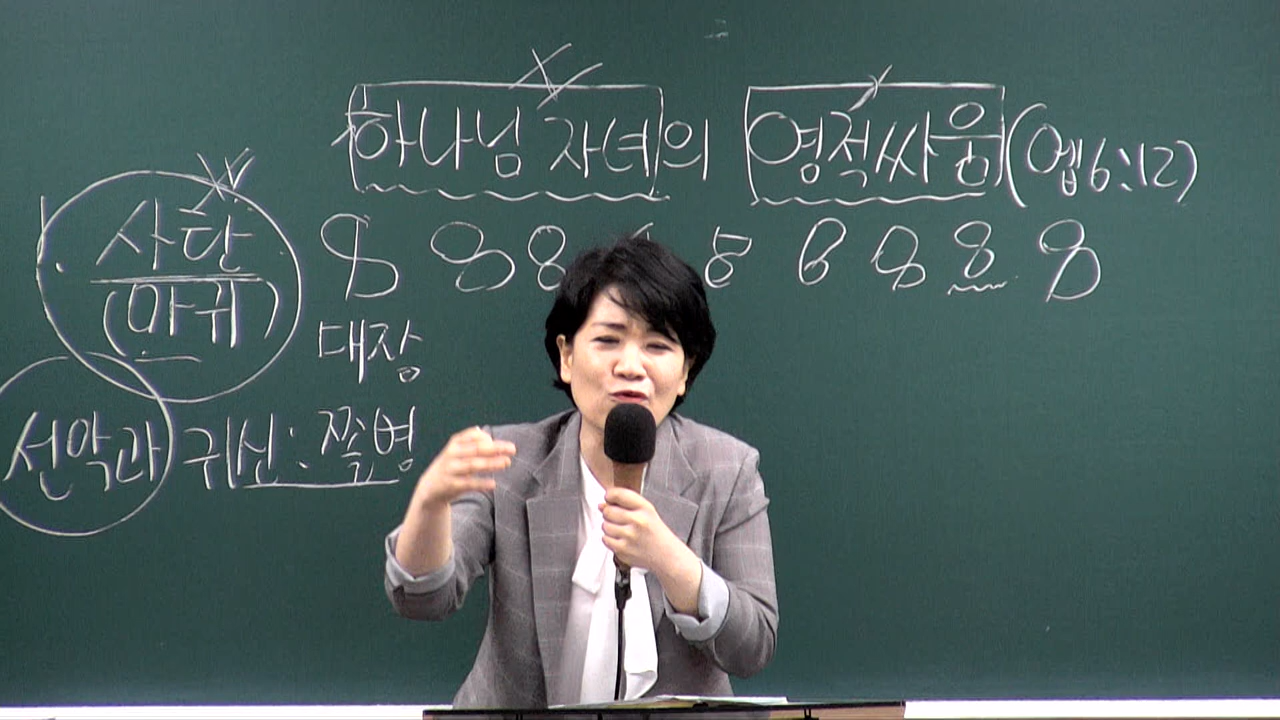 하나님 자녀의 영적싸움(엡6:12)
사탄
(마귀)
대장
선악과 귀신: 쫄병